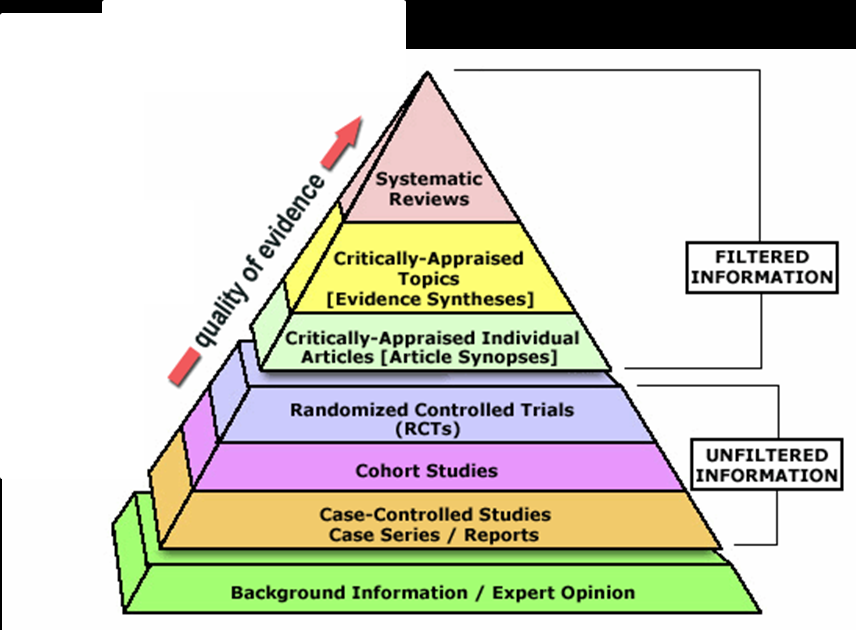 quality of evidence
Systematic
Reviews
Critically-Appraised
Topics
[Evidence Syntheses]
Critically-Appraised Individual
Articles [Article Synopses]
FILTERED
INFORMATION
Randomized Controlled Trials
(RCTs)
Cohort Studies
Case-Controlled Studies
Case Series / Reports
UNFILTERED
INFORMATION
Background Information / Expert Opinion